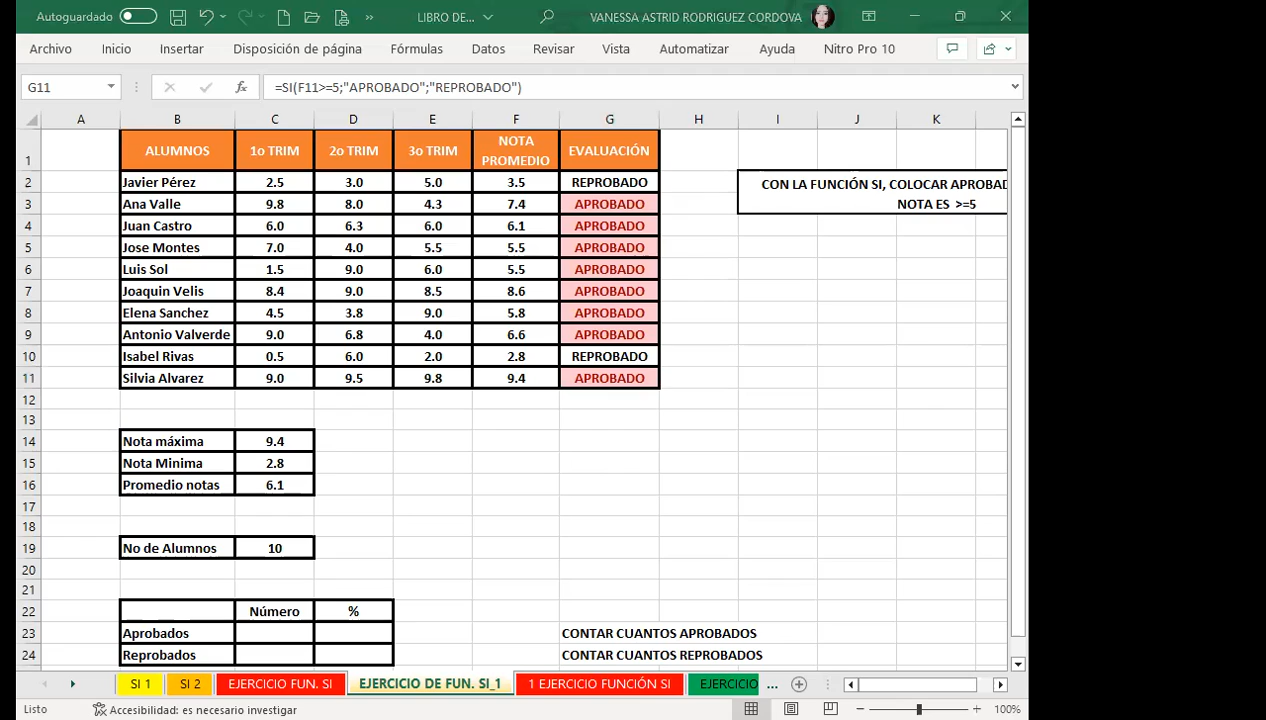 Autoguardado LIBRO DE... VANESSA ASTRID RODRIGUEZ CORDOVA
Archivo Inicio Insertar Disposición de página Fórmulas Datos Revisar Vista Automatizar Ayuda Nitro Pro 10
G11 fx =SI(F11>=5;"APROBADO";"REPROBADO")
A B C D E F G H I J K
1 ALUMNOS 1o TRIM 2o TRIM 3o TRIM NOTA PROMEDIO EVALUACIÓN
2 Javier Pérez 2.5 3.0 5.0 3.5 REPROBADO CON LA FUNCIÓN SI, COLOCAR APROBAD
3 Ana Valle 9.8 8.0 4.3 7.4 APROBADO NOTA ES >=5
4 Juan Castro 6.0 6.3 6.0 6.1 APROBADO
5 Jose Montes 7.0 4.0 5.5 5.5 APROBADO
6 Luis Sol 1.5 9.0 6.0 5.5 APROBADO
7 Joaquin Velis 8.4 9.0 8.5 8.6 APROBADO
8 Elena Sanchez 4.5 3.8 9.0 5.8 APROBADO
9 Antonio Valverde 9.0 6.8 4.0 6.6 APROBADO
10 Isabel Rivas 0.5 6.0 2.0 2.8 REPROBADO
11 Silvia Alvarez 9.0 9.5 9.8 9.4 APROBADO
12
13
14 Nota máxima 9.4
15 Nota Minima 2.8
16 Promedio notas 6.1
17
18
19 No de Alumnos 10
20
21
22 Número %
23 Aprobados CONTAR CUANTOS APROBADOS
24 Reprobados CONTAR CUANTOS REPROBADOS
SI 1 SI 2 EJERCICIO FUN. SI EJERCICIO DE FUN. SI_1 1 EJERCICIO FUNCIÓN SI EJERCICIO ...
Listo Accesibilidad: es necesario investigar 100%